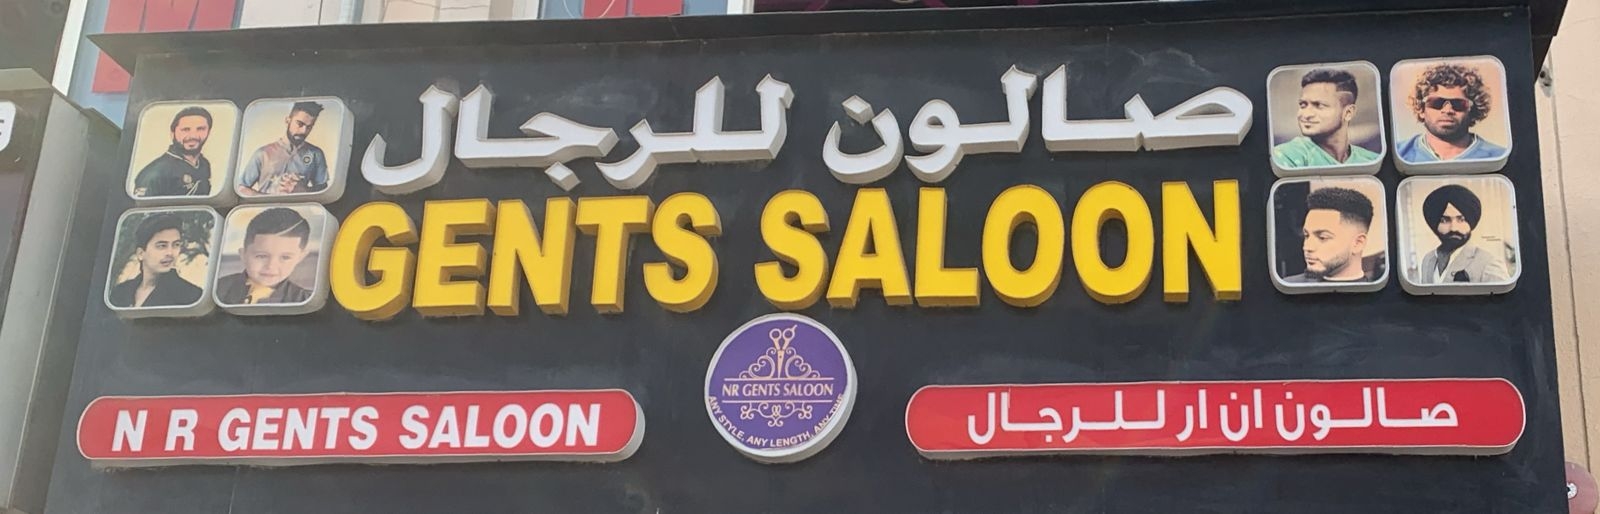 صالون للرجال
GENTS SALOON
NR GENTS SALOON
ANY STYLE, ANY LENGTH, ANY TIME
N R GENTS SALOON
صالون ان ار للرجال